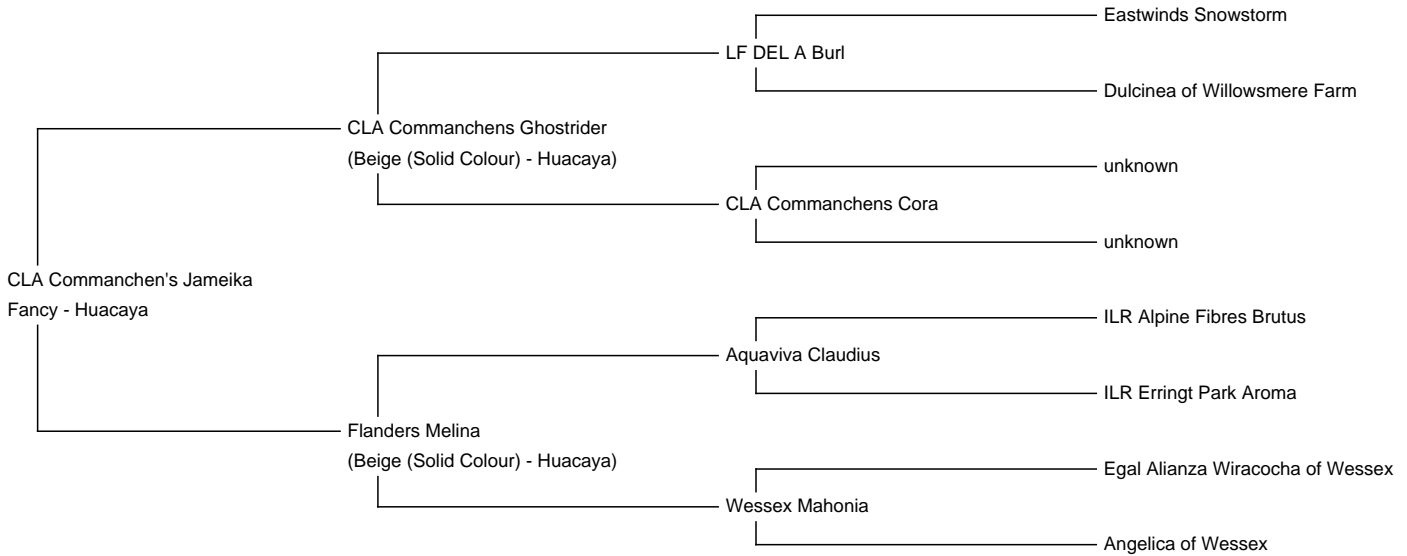 Eastwinds Snowstorm
LF DEL A Burl
Dulcinea of Willowsmere Farm
CLA Commanchens Ghostrider
(Beige (Solid Colour) - Huacaya)
unknown
CLA Commanchens Cora
unknown
CLA Commanchen's Jameika
Fancy - Huacaya
ILR Alpine Fibres Brutus
Aquaviva Claudius
ILR Erringt Park Aroma
Flanders Melina
(Beige (Solid Colour) - Huacaya)
Egal Alianza Wiracocha of Wessex
Wessex Mahonia
Angelica of Wessex